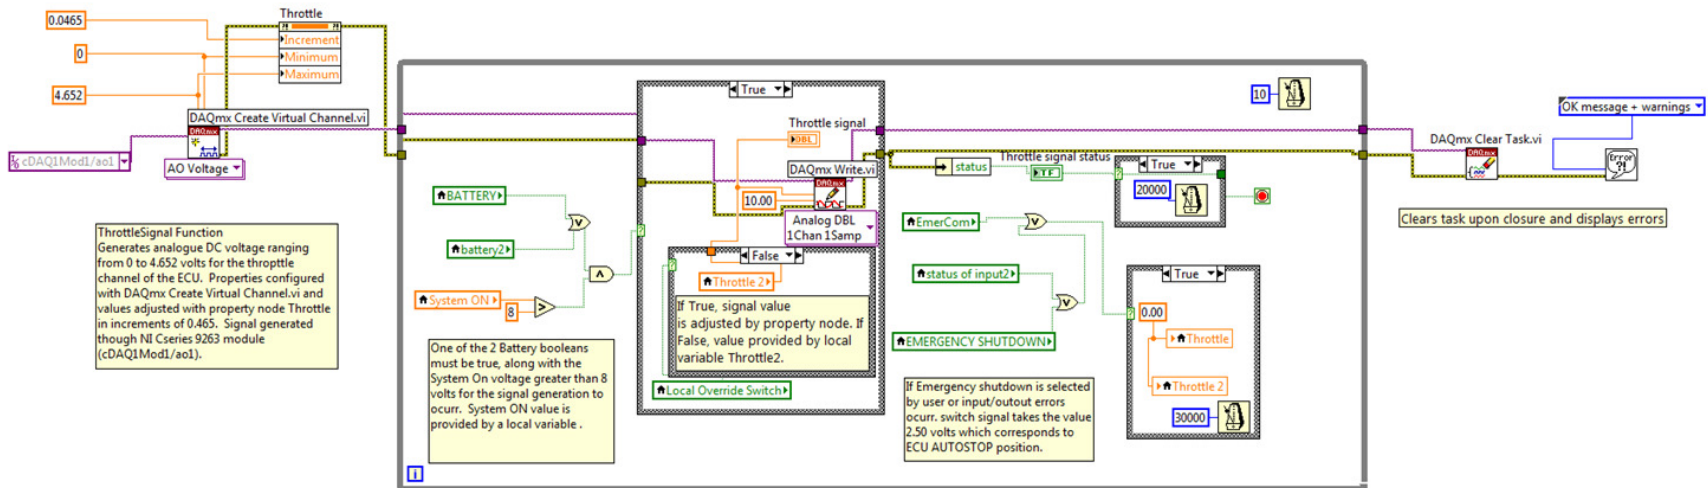 Throttle
0.0465
Increment
0
Minimum
Maximum
4.652
DAQmx Create Virtual Channel.vi
DAQmx
cDAQ1Mod1/ao1
AO Voltage
ThrottleSignal Function
Generates analogue DC voltage ranging
from 0 to 4.652 volts for the thropttle
channel of the ECU. Properties configured
with DAQmx Create Virtual Channel.vi and
values adjusted with property node Throttle
in increments of 0.465. Signal generated
though NI Cseries 9263 module
(cDAQ1Mod1/ao1).
BATTERY
battery2
System ON
8
>
V
Λ
One of the 2 Battery booleans
must be true, along with the
System On voltage greater than 8
volts for the signal generation to
ocurr. System ON value is
provided by a local variable .
i
True
Throttle signal
DBL
DAQmx Write.vi
DAQmx
10.00
Analog DBL
1Chan 1Samp
False
Throttle 2
If True, signal value
is adjusted by property node. If
False, value provided by local
variable Throttle2.
Local Override Switch
status
Throttle signal status
TF
True
20000
10
EmerCom
V
status of input2
V
EMERGENCY SHUTDOWN
If Emergency shutdown is selected
by user or input/outout errors
ocurr. switch signal takes the value
2.50 volts which corresponds to
ECU AUTOSTOP position.
True
0.00
Throttle
Throttle 2
30000
OK message + warnings
DAQmx Clear Task.vi
DAQmx
Error
?!
Clears task upon closure and displays errors